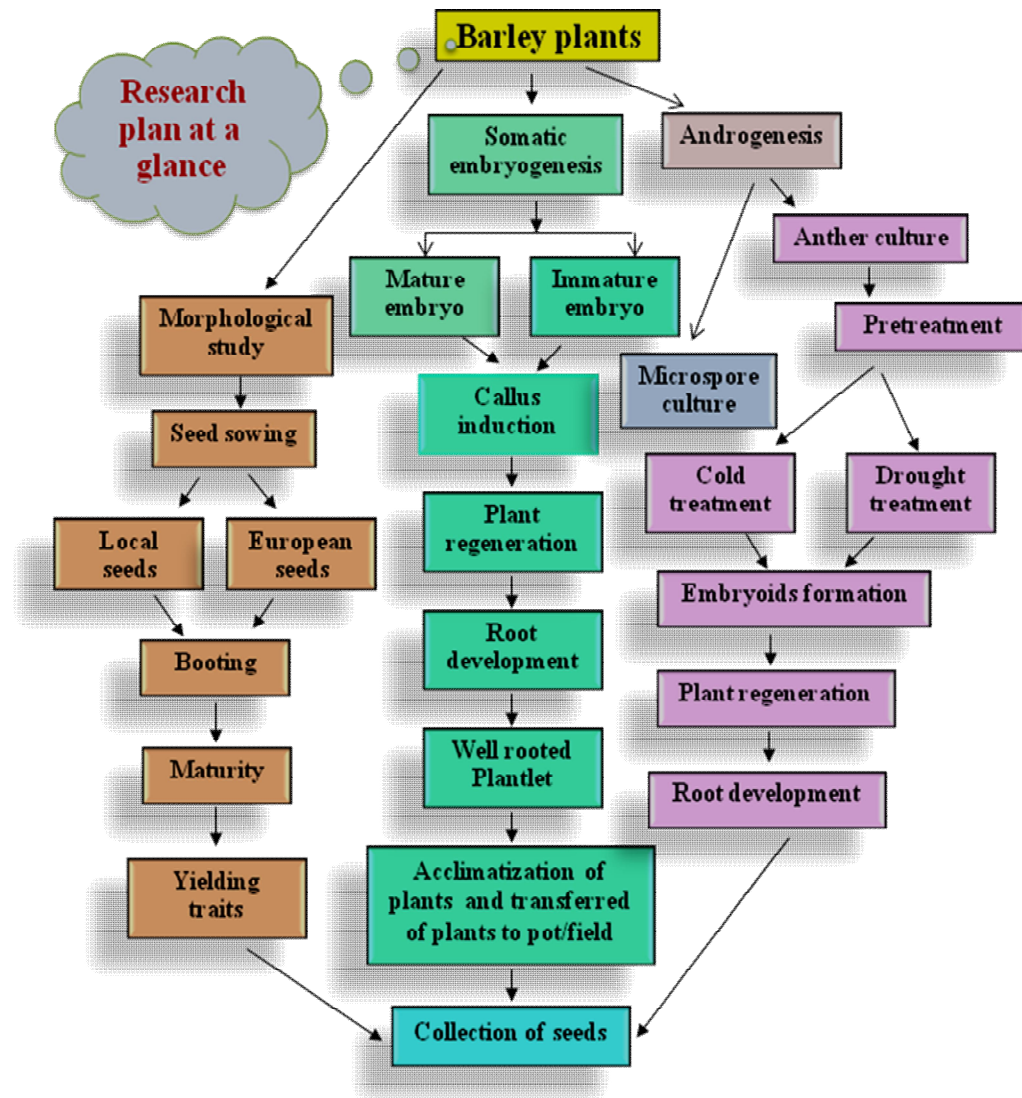 Barley plants
Research
plan at a
glance
Somatic
embryogenesis
Androgenesis
Anther culture
Mature
embryo
Immature
embryo
Morphological
study
Pretreatment
Microspore
culture
Callus
induction
Seed sowing
Cold
treatment
Drought
treatment
Plant
regeneration
Local
seeds
European
seeds
Embryoids formation
Root
development
Booting
Plant regeneration
Well rooted
Plantlet
Maturity
Root development
Acclimatization of
plants and transferred
of plants to pot/field
Yielding
traits
Collection of seeds